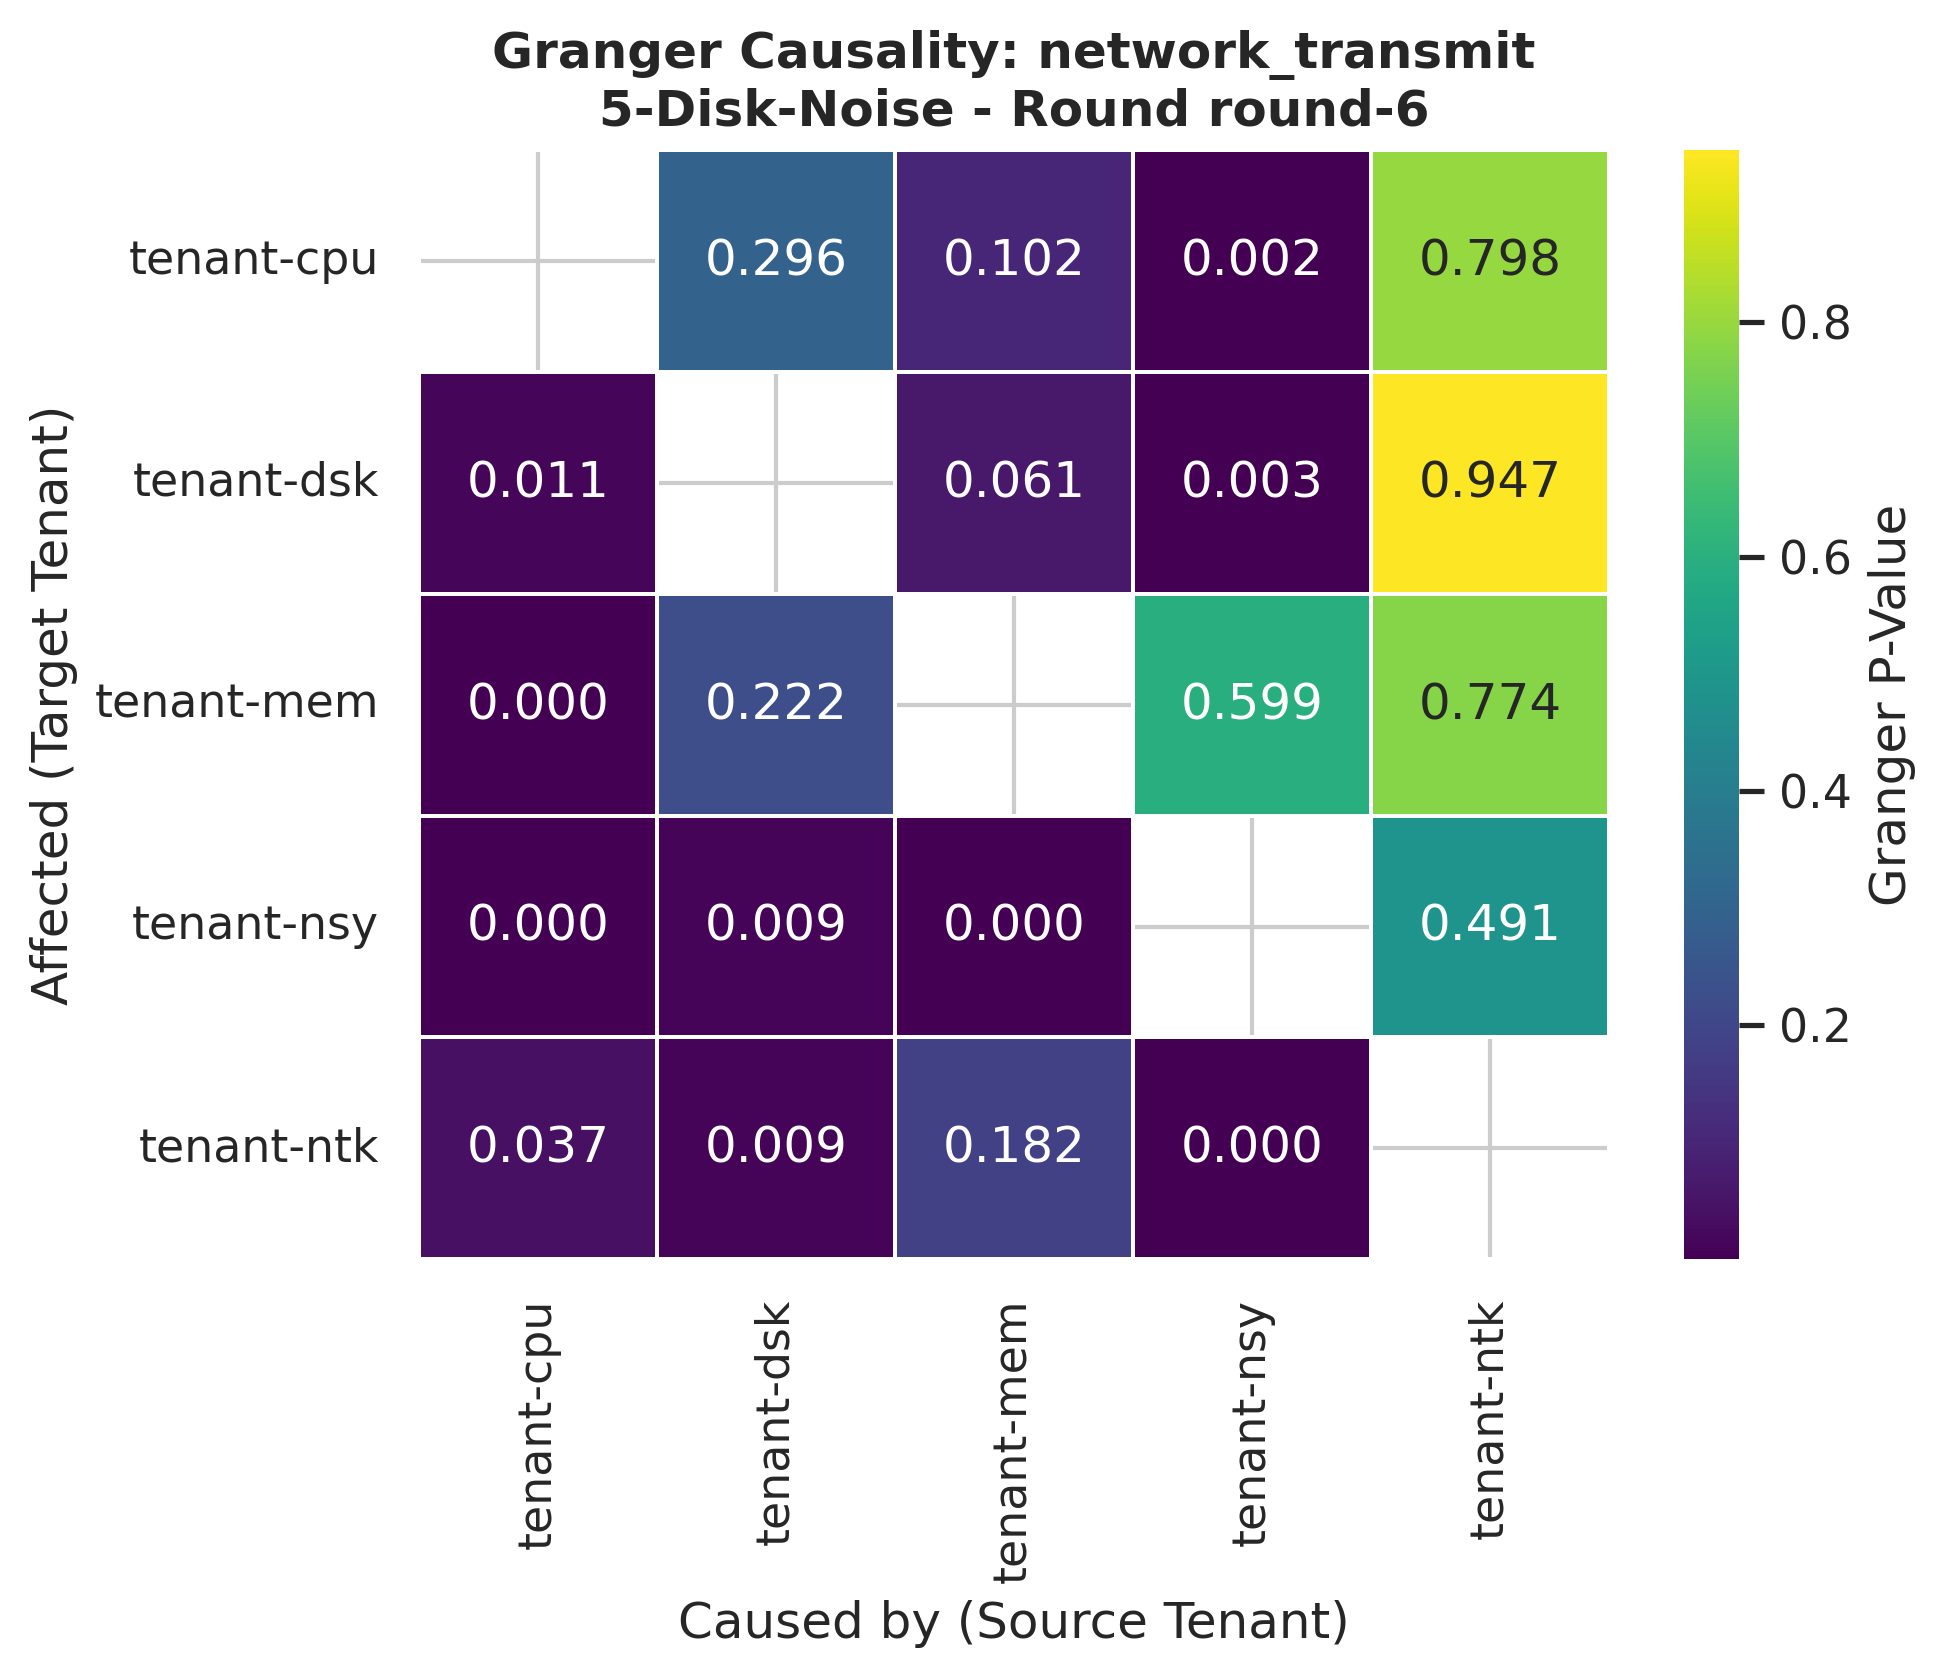 Granger Causality: network_transmit
5-Disk-Noise - Round round-6
Affected (Target Tenant)
tenant-cpu
0.296
0.102
0.002
0.798
tenant-dsk
0.011
0.061
0.003
0.947
tenant-mem
0.000
0.222
0.599
0.774
tenant-nsy
0.000
0.009
0.000
0.491
tenant-ntk
0.037
0.009
0.182
0.000
tenant-cpu
tenant-dsk
tenant-mem
tenant-nsy
tenant-ntk
Caused by (Source Tenant)
0.8
0.6
0.4
0.2
Granger P-Value